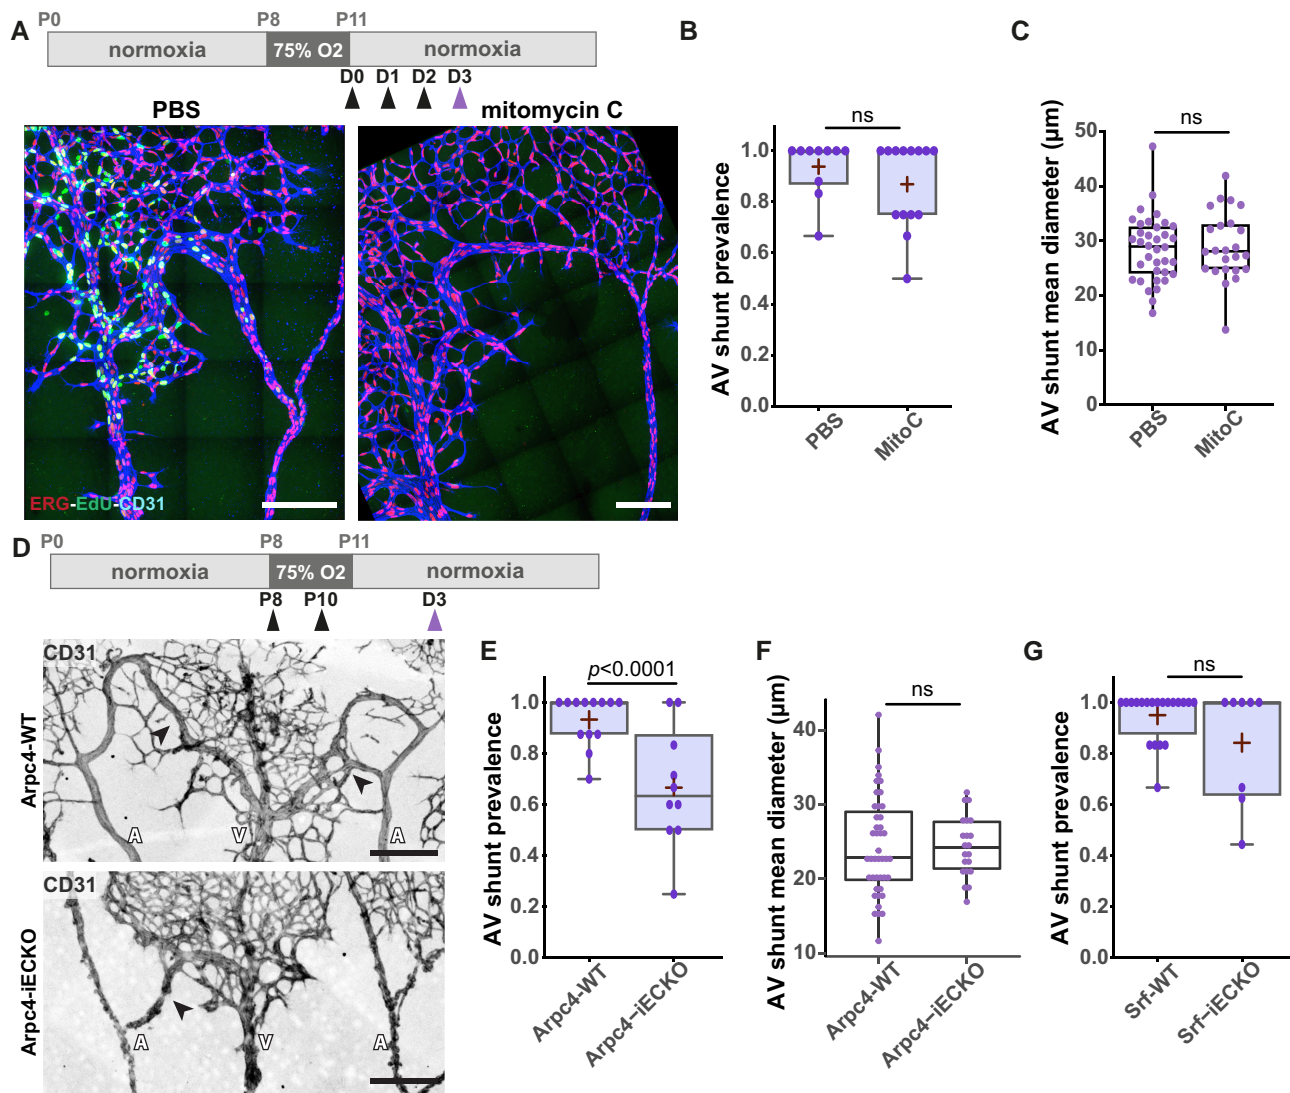 A
P0 P8 P11
normoxia 75% O2 normoxia
D0 D1 D2 D3
PBS mitomycin C
ERG-EdU-CD31
B
ns
AV shunt prevalence
1.0
0.8
0.6
0.4
0.2
0.0
PBS MitoC
C
ns
AV shunt mean diameter (µm)
50
40
30
20
10
0
PBS MitoC
D
P0 P8 P11
normoxia 75% O2 normoxia
P8 P10 D3
Arpc4-WT
CD31
A V A
Arpc4-iECKO
CD31
A V A
E
p<0.0001
AV shunt prevalence
1.0
0.8
0.6
0.4
0.2
0.0
Arpc4-WT Arpc4–iECKO
F
ns
AV shunt mean diameter (µm)
40
30
20
10
Arpc4-WT Arpc4–iECKO
G
ns
AV shunt prevalence
1.0
0.8
0.6
0.4
0.2
0.0
Srf-WT Srf–iECKO